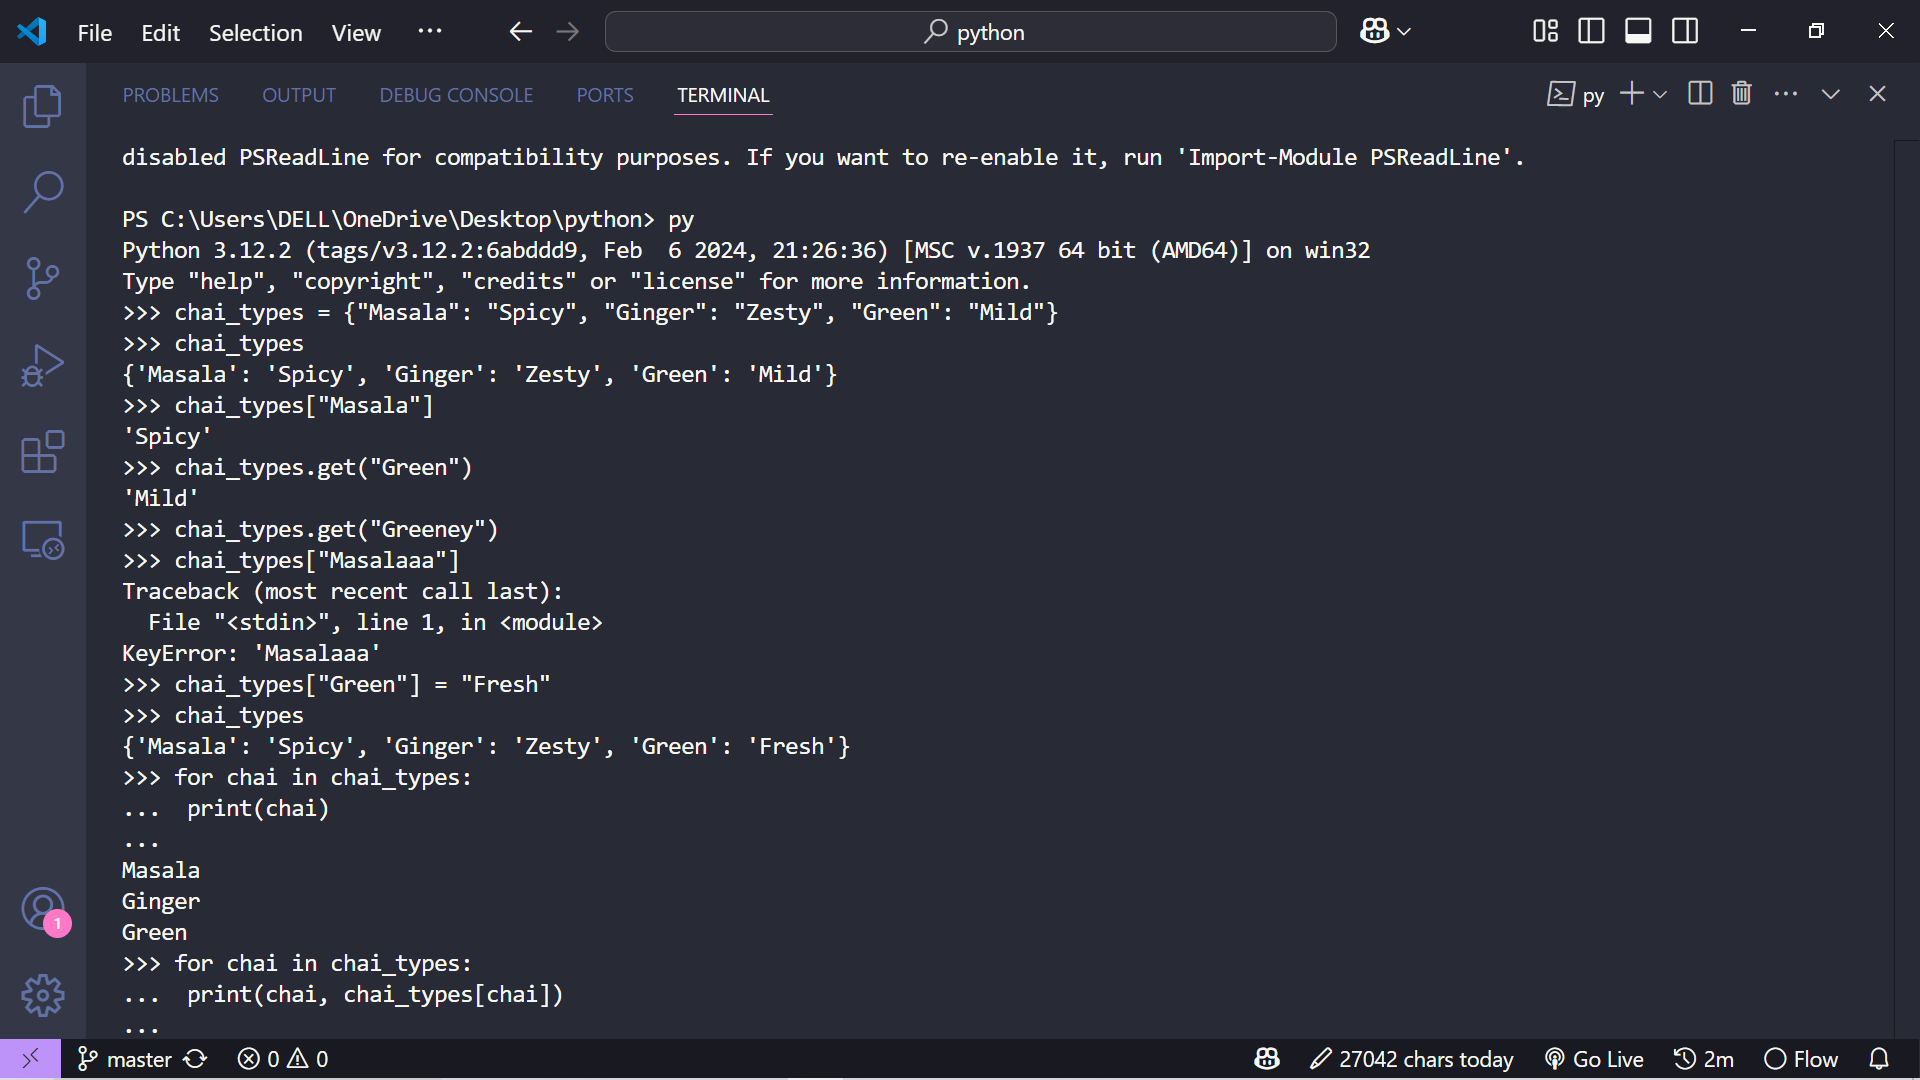 File Edit Selection View ··· python
PROBLEMS OUTPUT DEBUG CONSOLE PORTS TERMINAL py
disabled PSReadLine for compatibility purposes. If you want to re-enable it, run 'Import-Module PSReadLine'.
PS C:\Users\DELL\OneDrive\Desktop\python> py
Python 3.12.2 (tags/v3.12.2:6abddd9, Feb  6 2024, 21:26:36) [MSC v.1937 64 bit (AMD64)] on win32
Type "help", "copyright", "credits" or "license" for more information.
>>> chai_types = {"Masala": "Spicy", "Ginger": "Zesty", "Green": "Mild"}
>>> chai_types
{'Masala': 'Spicy', 'Ginger': 'Zesty', 'Green': 'Mild'}
>>> chai_types["Masala"]
'Spicy'
>>> chai_types.get("Green")
'Mild'
>>> chai_types.get("Greeney")
>>> chai_types["Masalaaa"]
Traceback (most recent call last):
  File "<stdin>", line 1, in <module>
KeyError: 'Masalaaa'
>>> chai_types["Green"] = "Fresh"
>>> chai_types
{'Masala': 'Spicy', 'Ginger': 'Zesty', 'Green': 'Fresh'}
>>> for chai in chai_types:
...  print(chai)
...
Masala
Ginger
Green
>>> for chai in chai_types:
...  print(chai, chai_types[chai])
...
1
master 0 0 27042 chars today Go Live 2m Flow